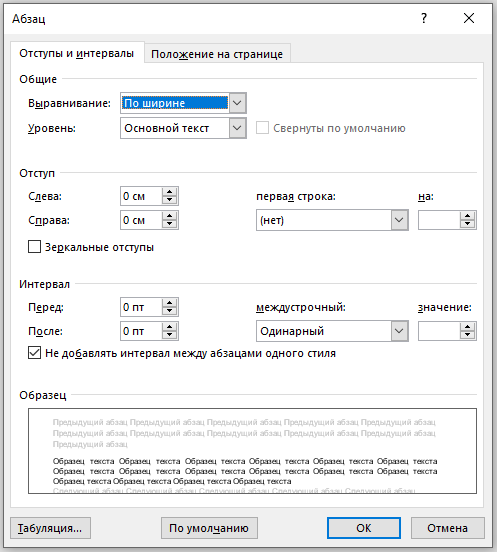 Абзац
?
Отступы и интервалы Положение на странице
Общие
Выравнивание: По ширине
Уровень: Основной текст Свернуты по умолчанию
Отступ
Слева: 0 см первая строка: на:
Справа: 0 см (нет)
Зеркальные отступы
Интервал
Перед: 0 пт междустрочный: значение:
После: 0 пт Одинарный
Не добавлять интервал между абзацами одного стиля
Образец
Предыдущий абзац Предыдущий абзац Предыдущий абзац Предыдущий абзац Предыдущий абзац
Предыдущий абзац Предыдущий абзац Предыдущий абзац Предыдущий абзац Предыдущий абзац
Предыдущий абзац
Образец текста Образец текста Образец текста Образец текста Образец текста Образец текста
Образец текста Образец текста Образец текста Образец текста Образец текста Образец текста
Образец текста Образец текста Образец текста Образец текста
Следующий абзац Следующий абзац Следующий абзац Следующий абзац Следующий абзац
Табуляция... По умолчанию ОК Отмена